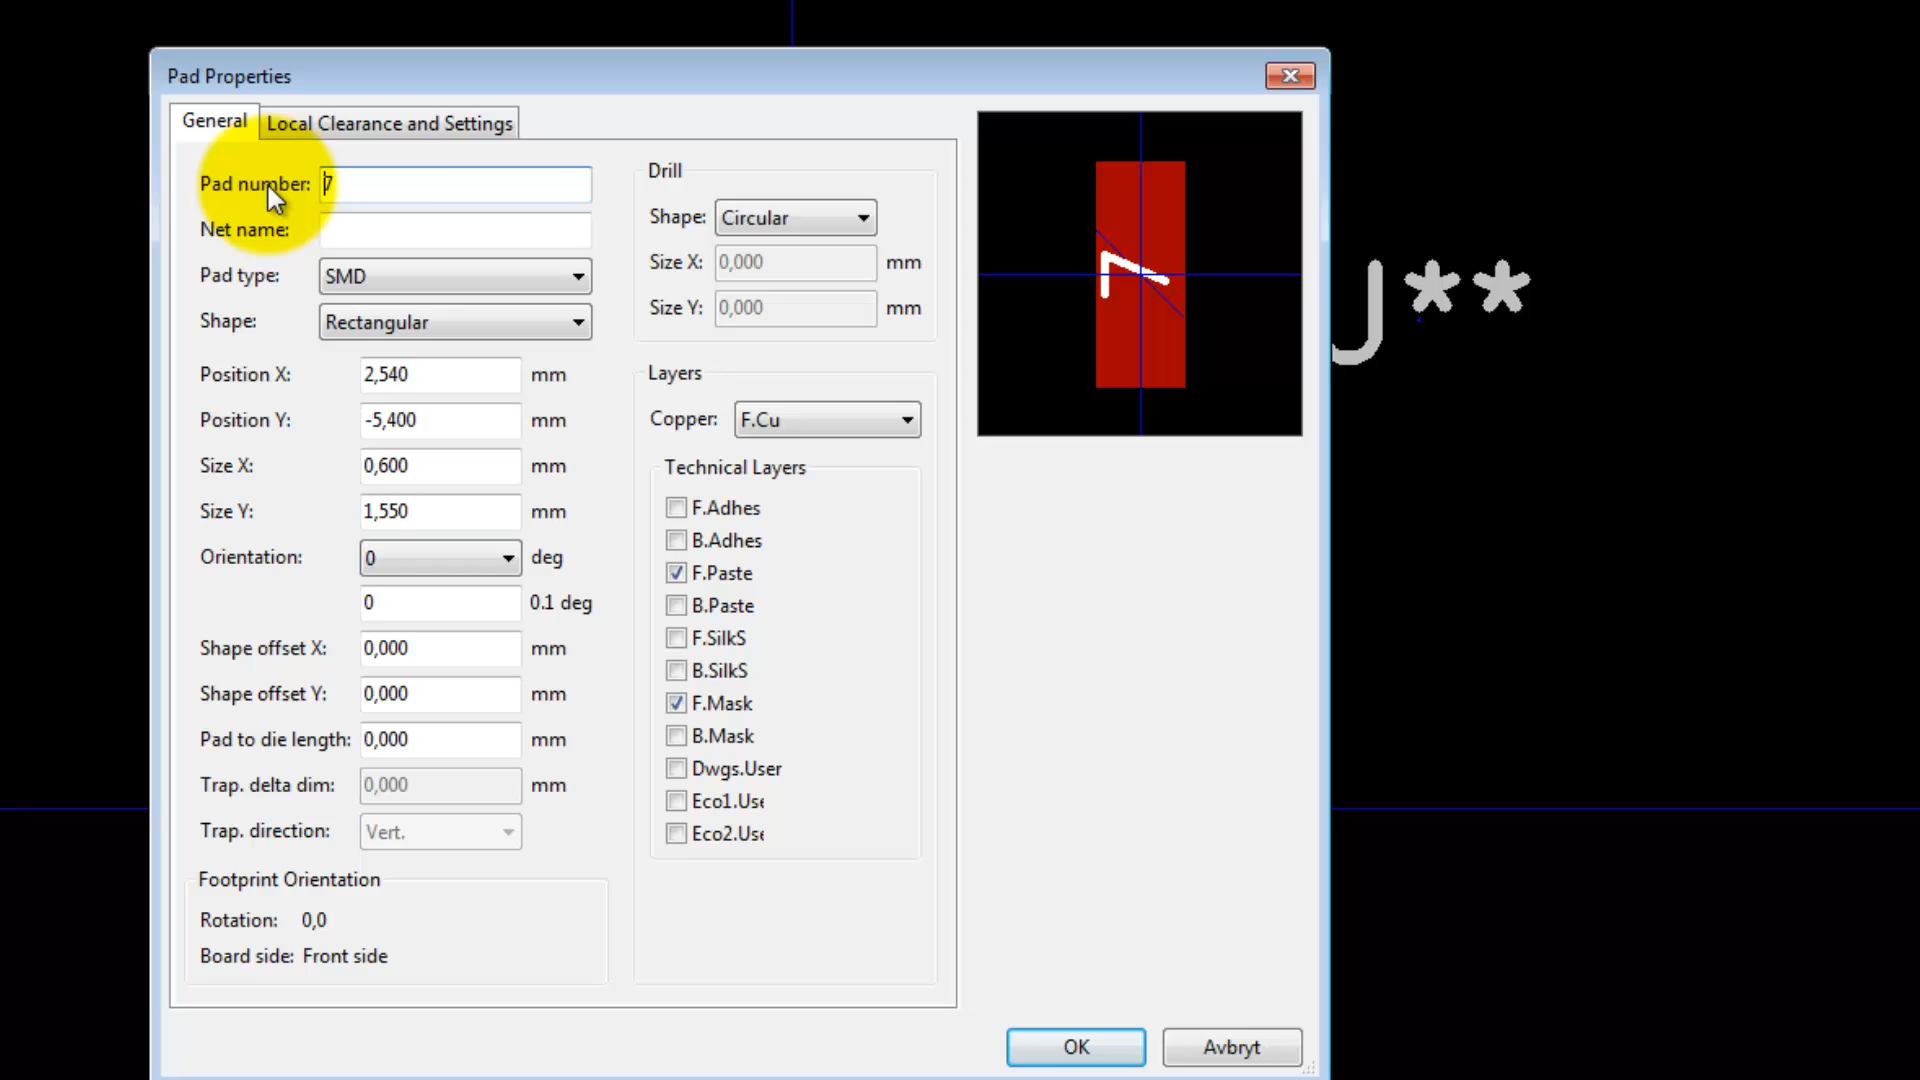 Pad Properties
General
Local Clearance and Settings
Pad number: 7
Net name:
Pad type: SMD
Shape: Rectangular
Position X: 2,540 mm
Position Y: -5,400 mm
Size X: 0,600 mm
Size Y: 1,550 mm
Orientation: 0 deg
0 0.1 deg
Shape offset X: 0,000 mm
Shape offset Y: 0,000 mm
Pad to die length: 0,000 mm
Trap. delta dim: 0,000 mm
Trap. direction: Vert.
Footprint Orientation
Rotation: 0,0
Board side: Front side
Drill
Shape: Circular
Size X: 0,000 mm
Size Y: 0,000 mm
Layers
Copper: F.Cu
Technical Layers
F.Adhes
B.Adhes
F.Paste
B.Paste
F.SilkS
B.SilkS
F.Mask
B.Mask
Dwgs.User
Eco1.Use
Eco2.Use
7
J**
OK
Avbryt